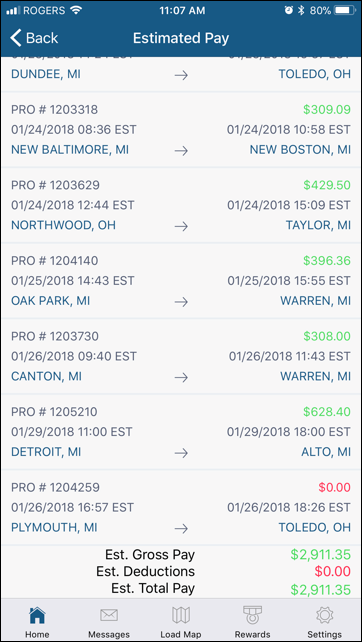 ROGERS 11:07 AM 80%
Back Estimated Pay
DUNDEE, MI → TOLEDO, OH
PRO # 1203318 $309.09
01/24/2018 08:36 EST 01/24/2018 10:58 EST
NEW BALTIMORE, MI → NEW BOSTON, MI
PRO # 1203629 $429.50
01/24/2018 12:44 EST 01/24/2018 15:09 EST
NORTHWOOD, OH → TAYLOR, MI
PRO # 1204140 $396.36
01/25/2018 14:43 EST 01/25/2018 15:55 EST
OAK PARK, MI → WARREN, MI
PRO # 1203730 $308.00
01/26/2018 09:40 EST 01/26/2018 11:43 EST
CANTON, MI → WARREN, MI
PRO # 1205210 $628.40
01/29/2018 11:00 EST 01/29/2018 18:00 EST
DETROIT, MI → ALTO, MI
PRO # 1204259 $0.00
01/26/2018 16:57 EST 01/26/2018 18:26 EST
PLYMOUTH, MI → TOLEDO, OH
Est. Gross Pay $2,911.35
Est. Deductions $0.00
Est. Total Pay $2,911.35
Home Messages Load Map Rewards Settings